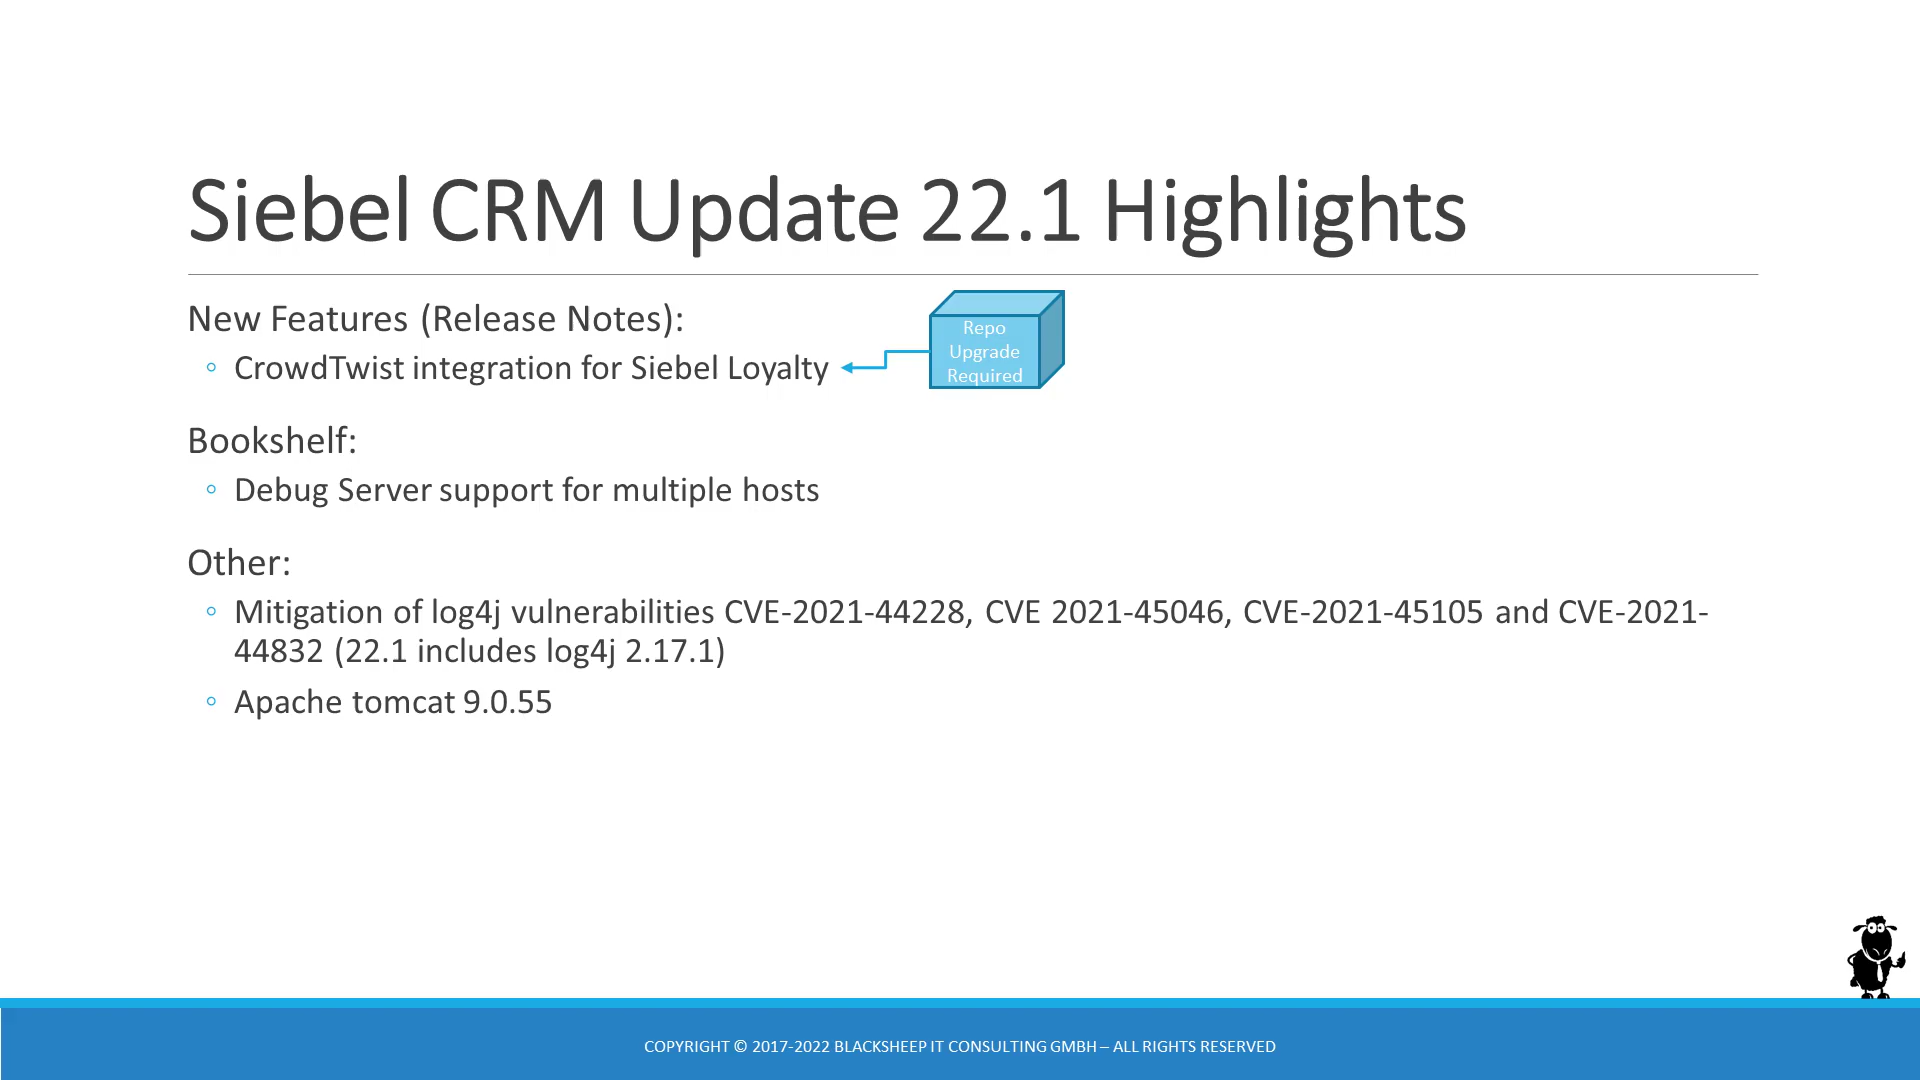 Siebel CRM Update 22.1 Highlights
New Features (Release Notes):
◦ CrowdTwist integration for Siebel Loyalty
Repo
Upgrade
Required
Bookshelf:
◦ Debug Server support for multiple hosts
Other:
◦ Mitigation of log4j vulnerabilities CVE-2021-44228, CVE 2021-45046, CVE-2021-45105 and CVE-2021-
44832 (22.1 includes log4j 2.17.1)
◦ Apache tomcat 9.0.55
COPYRIGHT © 2017-2022 BLACKSHEEP IT CONSULTING GMBH – ALL RIGHTS RESERVED